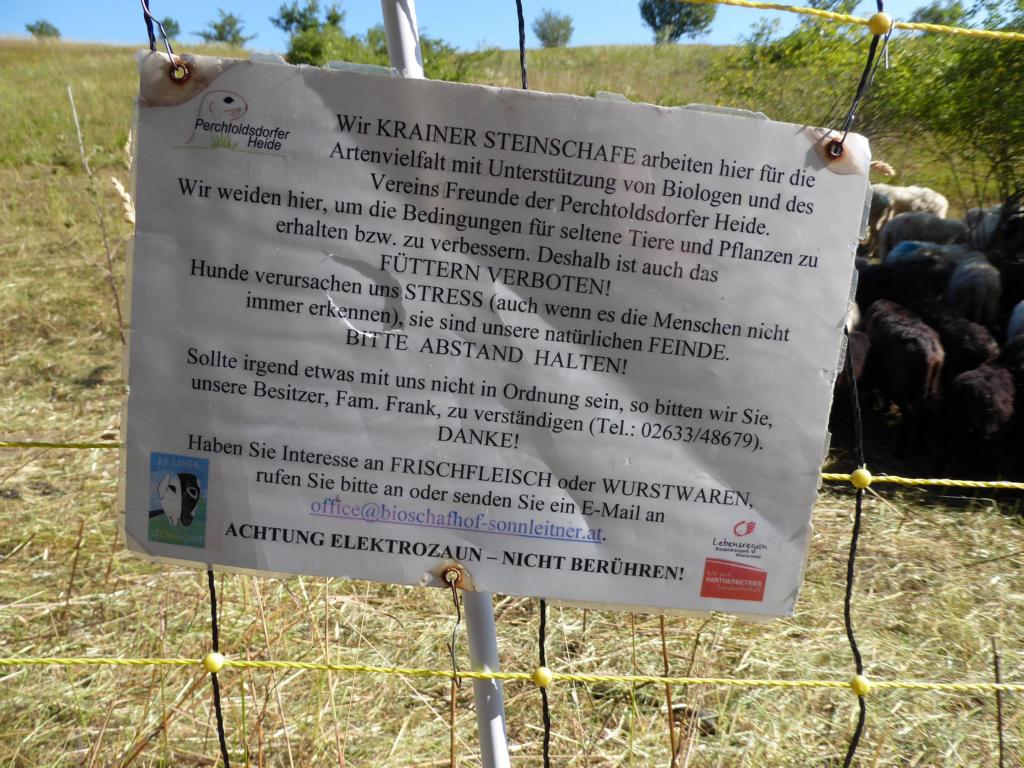 Perchtoldsdorfer
Heide
Wir KRAINER STEINSCHAFE arbeiten hier für die
Artenvielfalt mit Unterstützung von Biologen und des
Vereins Freunde der Perchtoldsdorfer Heide.
Wir weiden hier, um die Bedingungen für seltene Tiere und Pflanzen zu
erhalten bzw. zu verbessern. Deshalb ist auch das
FÜTTERN VERBOTEN!
Hunde verursachen uns STRESS (auch wenn es die Menschen nicht
immer erkennen), sie sind unsere natürlichen FEINDE.
BITTE ABSTAND HALTEN!
Sollte irgend etwas mit uns nicht in Ordnung sein, so bitten wir Sie,
unsere Besitzer, Fam. Frank, zu verständigen (Tel.: 02633/48679).
DANKE!
Haben Sie Interesse an FRISCHFLEISCH oder WURSTWAREN,
rufen Sie bitte an oder senden Sie ein E-Mail an
office@bioschafhof-sonnleitner.at.
ACHTUNG ELEKTROZAUN – NICHT BERÜHREN!
KRAINER
STEINSCHAF
Lebensregion
Biosphärenpark
Wienerwald
Wir sind
PARTNERBETRIEB
Landwirtschaft